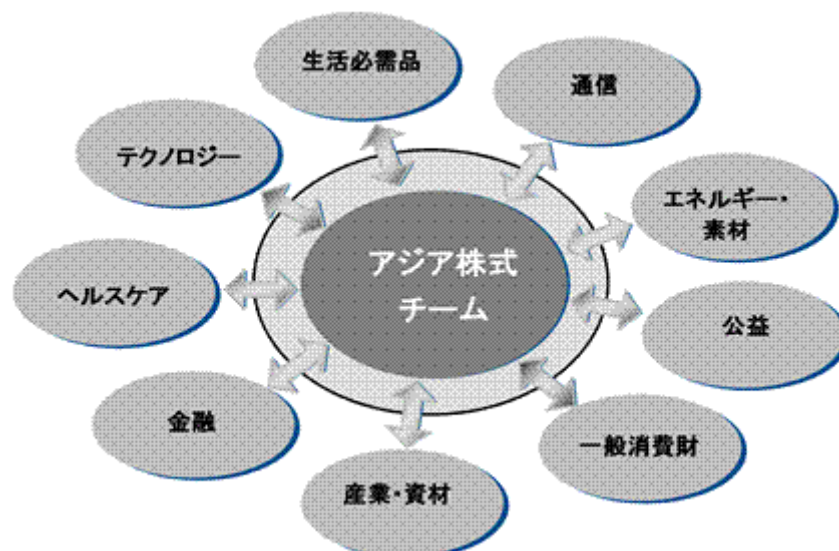 生活必需品
通信
テクノロジー
エネルギー・
素材
アジア株式
チーム
ヘルスケア
公益
金融
一般消費財
産業・資材